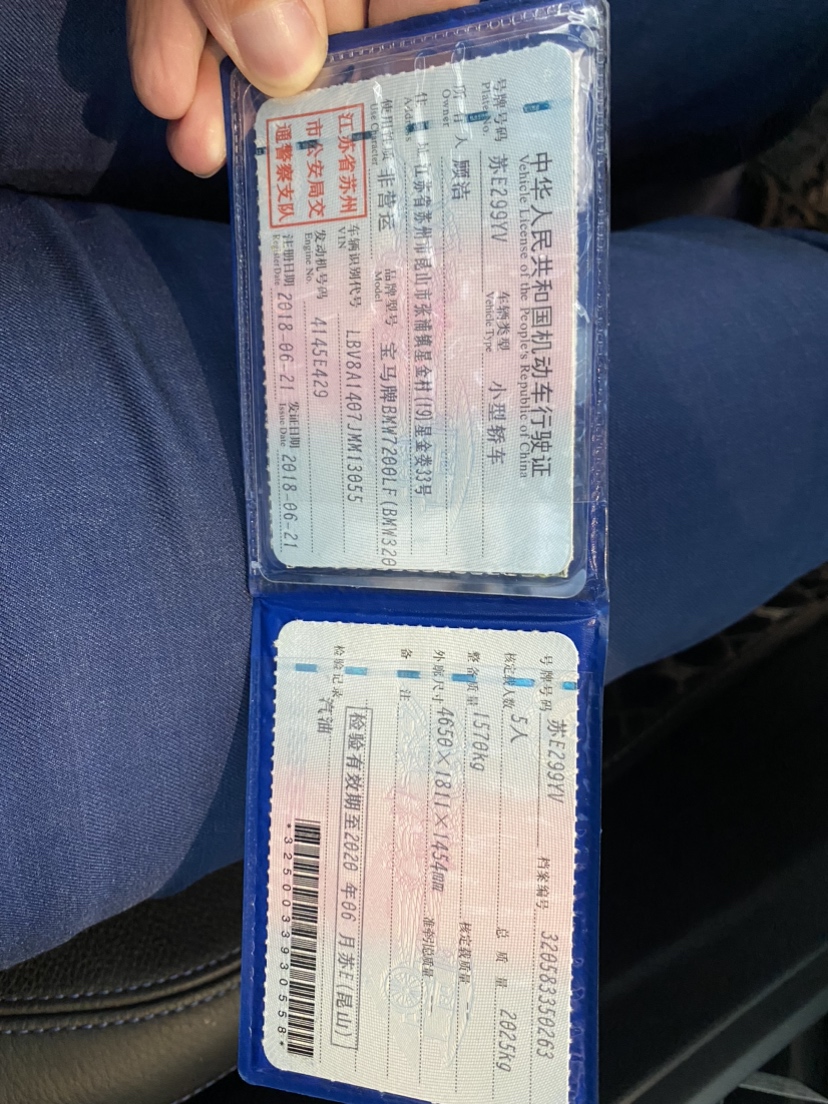 中华人民共和国机动车行驶证
Vehicle License of the People's Republic of China
号牌号码 苏E299YV 车辆类型 小型轿车
Plate No. Vehicle Type
所有人 顾洁
Owner
住址 江苏省苏州市昆山市张浦镇星金村(19)星金娄33号
Address
使用性质 非营运 品牌型号 宝马牌BMW7200LF(BMW320
Use Character Model
江苏省苏州
市公安局交
通警察支队
车辆识别代号 LBV8A1407JMM13055
VIN
发动机号码 4145E429
Engine No.
注册日期 2018-06-21 发证日期 2018-06-21
Register Date Issue Date
号牌号码 苏E299YV 档案编号 320583350263
核定载人数 5人 总质量 2025kg
整备质量 1570kg 核定载质量
外廓尺寸 4650×1811×1454mm 准牵引总质量
备注
检验有效期至2020年06月苏E(昆山)
检验记录 汽油
*3250033930558*